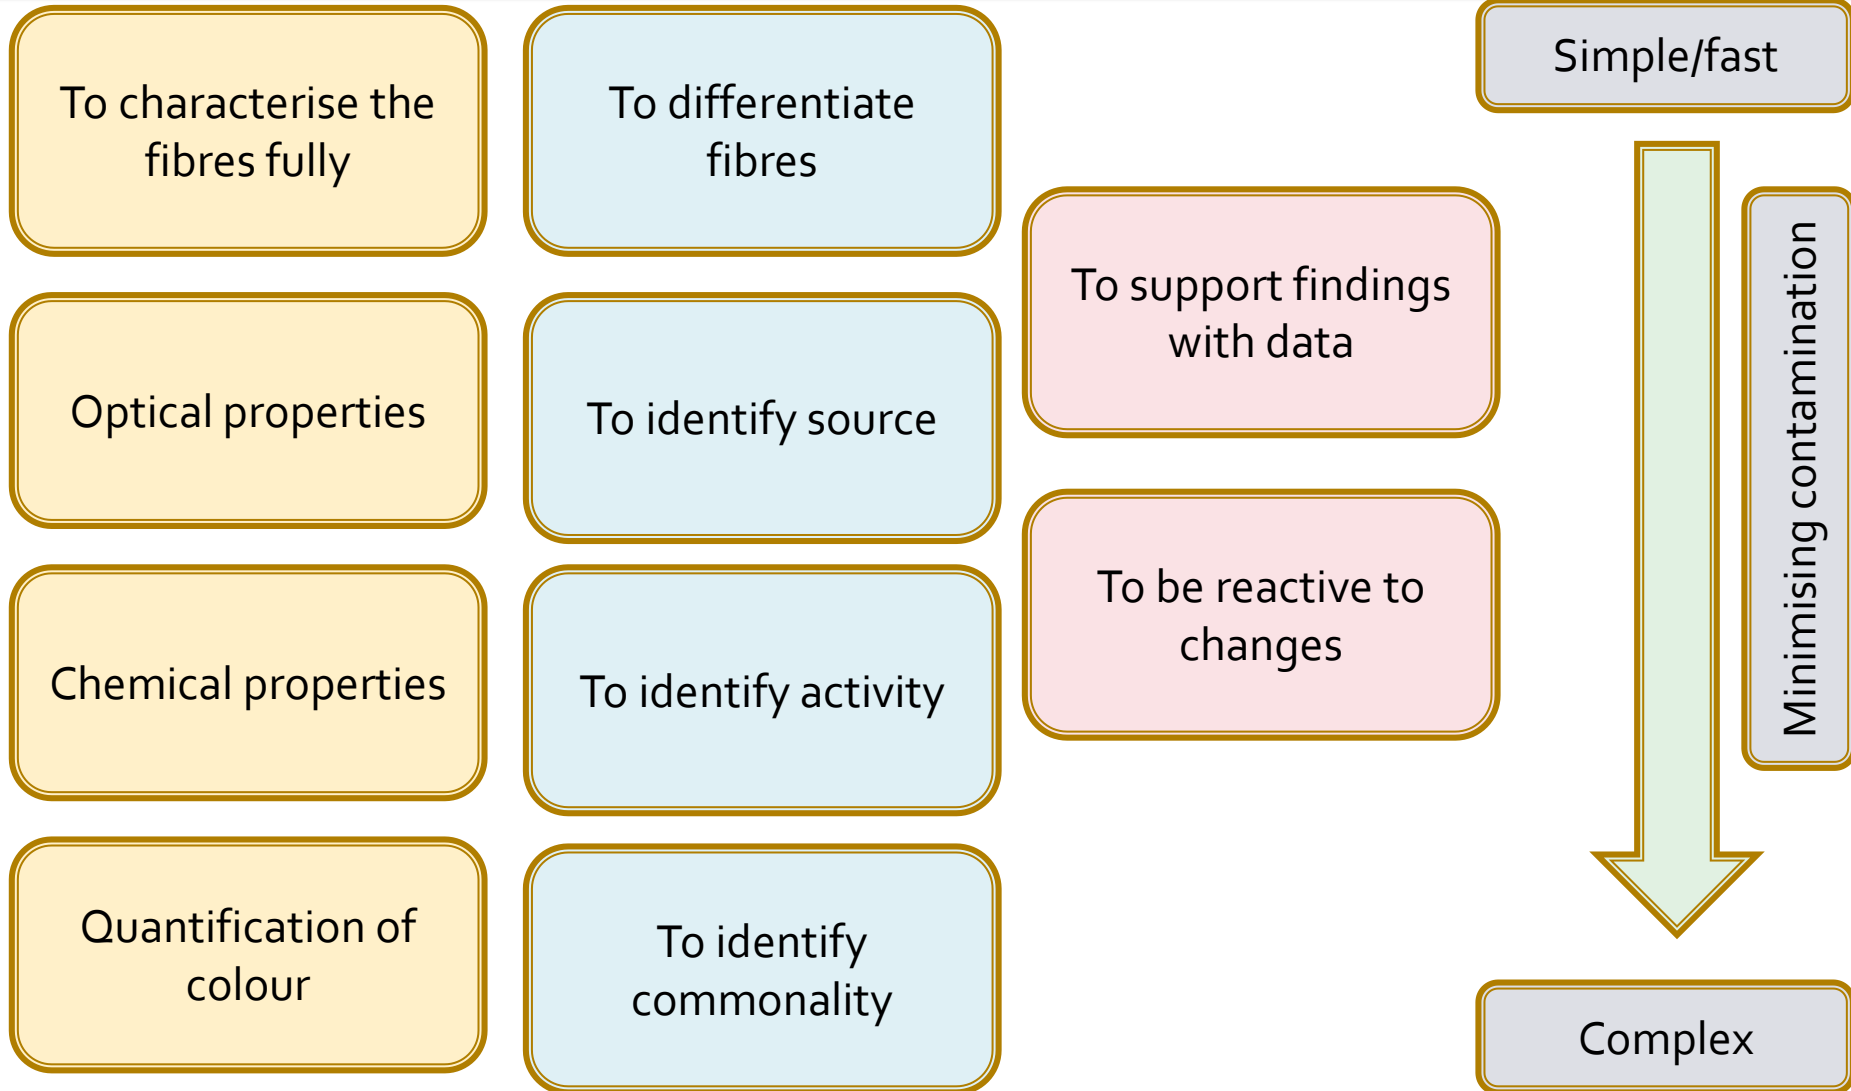 To characterise the
fibres fully
Optical properties
Chemical properties
Quantification of
colour
To differentiate
fibres
To identify source
To identify activity
To identify
commonality
To support findings
with data
To be reactive to
changes
Simple/fast
Minimising contamination
Complex